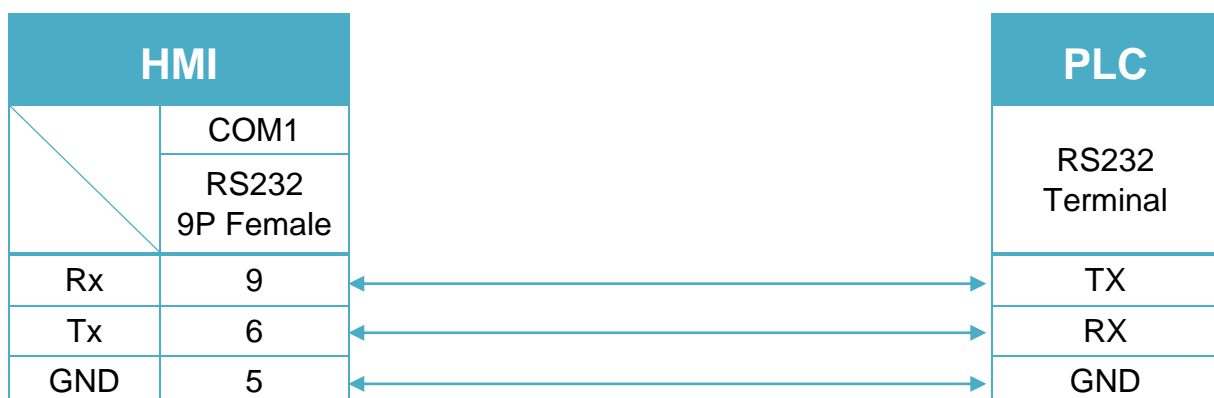 HMI
PLC
COM1
RS232
9P Female
RS232
Terminal
Rx 9 TX
Tx 6 RX
GND 5 GND